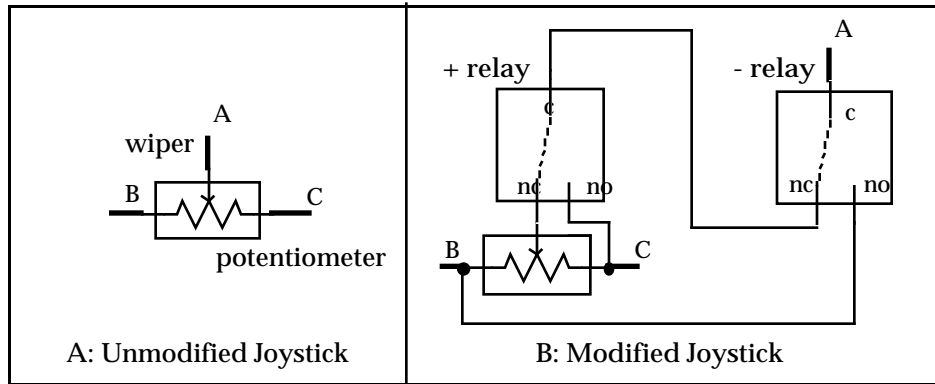 A
wiper
B
C
potentiometer
A: Unmodified Joystick
A
+ relay
- relay
c
c
nc
no
nc
no
B
C
B: Modified Joystick